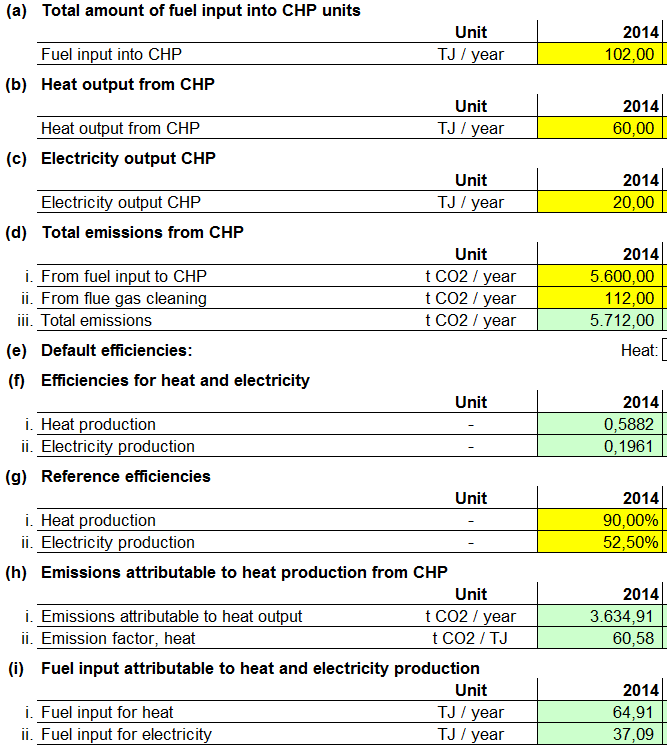 (a) Total amount of fuel input into CHP units
Unit 2014
Fuel input into CHP TJ / year 102,00
(b) Heat output from CHP
Unit 2014
Heat output from CHP TJ / year 60,00
(c) Electricity output CHP
Unit 2014
Electricity output CHP TJ / year 20,00
(d) Total emissions from CHP
Unit 2014
i. From fuel input to CHP t CO2 / year 5.600,00
ii. From flue gas cleaning t CO2 / year 112,00
iii. Total emissions t CO2 / year 5.712,00
(e) Default efficiencies: Heat:
(f) Efficiencies for heat and electricity
Unit 2014
i. Heat production - 0,5882
ii. Electricity production - 0,1961
(g) Reference efficiencies
Unit 2014
i. Heat production - 90,00%
ii. Electricity production - 52,50%
(h) Emissions attributable to heat production from CHP
Unit 2014
i. Emissions attributable to heat output t CO2 / year 3.634,91
ii. Emission factor, heat t CO2 / TJ 60,58
(i) Fuel input attributable to heat and electricity production
Unit 2014
i. Fuel input for heat TJ / year 64,91
ii. Fuel input for electricity TJ / year 37,09